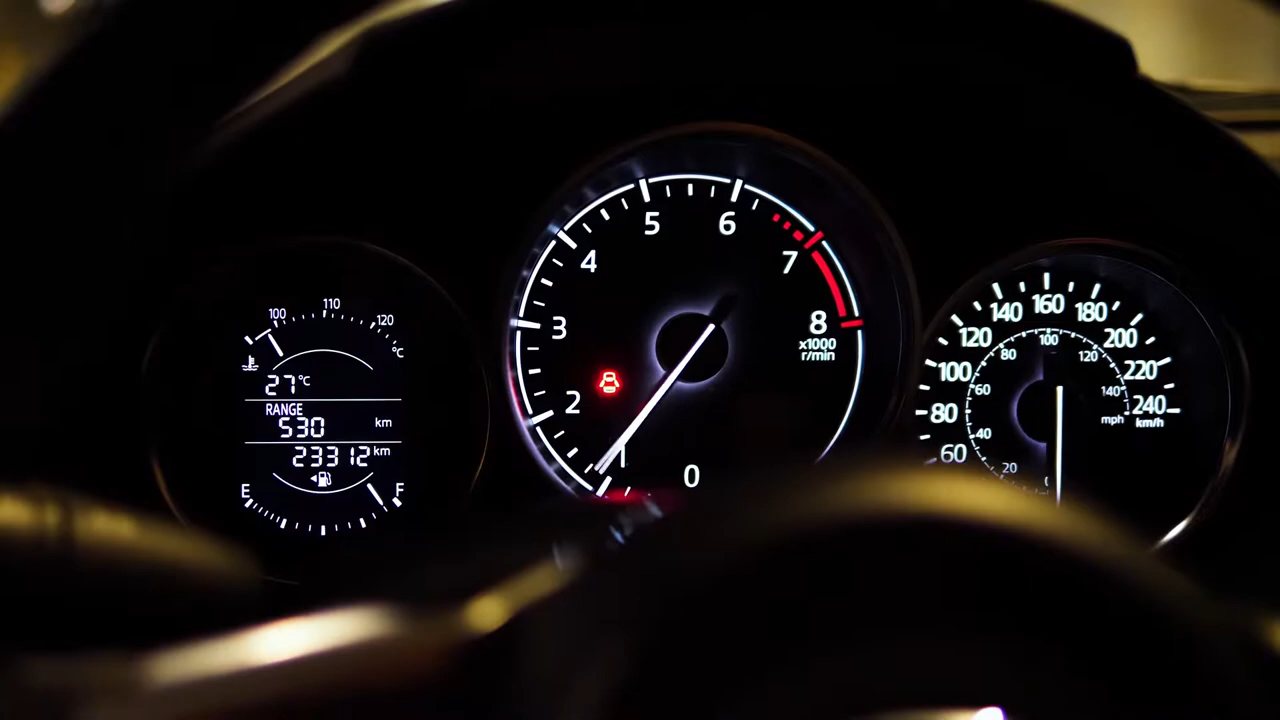 100 110 120 °C
27 °C
RANGE
530 km
23312 km
E F
0 1 2 3 4 5 6 7 8
x1000
r/min
60 80 100 120 140 160 180 200 220 240
km/h
20 40 60 80 100 120 140
mph